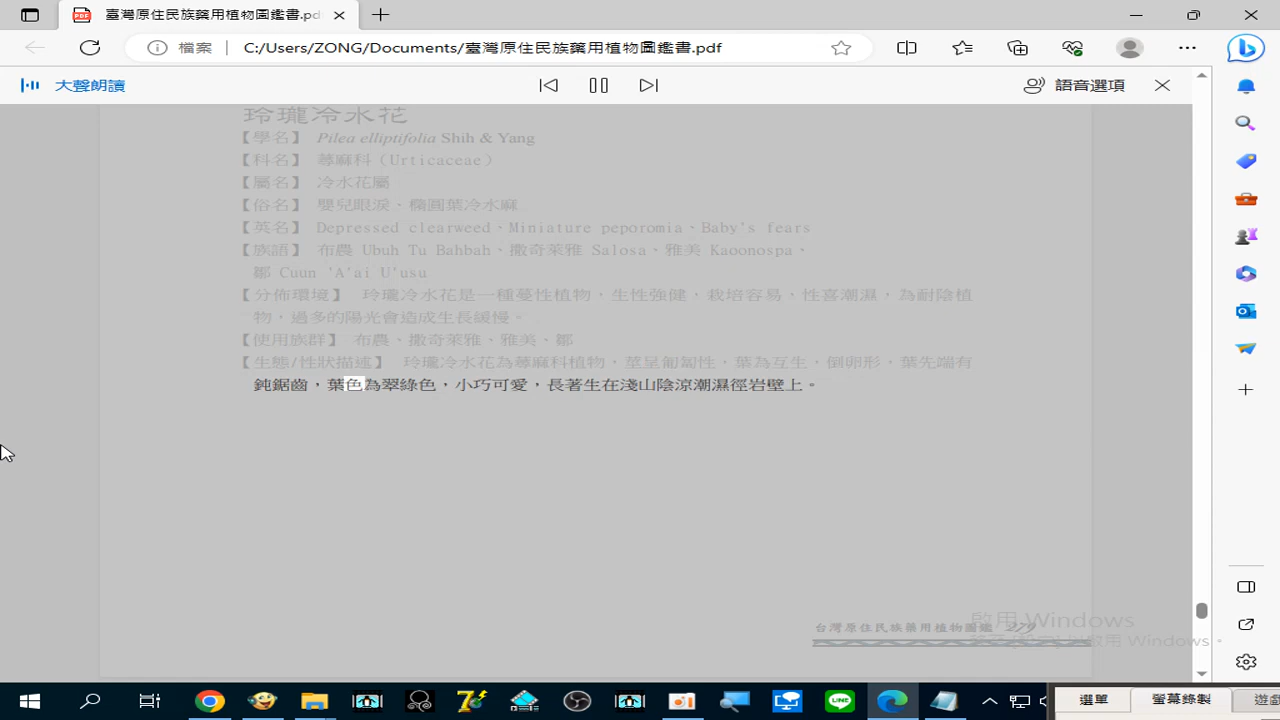 臺灣原住民族藥用植物圖鑑書.pdf
檔案
C:/Users/ZONG/Documents/臺灣原住民族藥用植物圖鑑書.pdf
大聲朗讀
語音選項
玲瓏冷水花
【學名】 Pilea elliptifolia Shih & Yang
【科名】 蕁麻科（Urticaceae）
【屬名】 冷水花屬
【俗名】 嬰兒眼淚、橢圓葉冷水麻
【英名】 Depressed clearweed、Miniature peporomia、Baby's fears
【族語】 布農 Ubuh Tu Bahbah、撒奇萊雅 Salosa、雅美 Kaoonospa、
鄒 Cuun 'A'ai U'usu
【分佈環境】 玲瓏冷水花是一種蔓性植物，生性強健，栽培容易、性喜潮濕，為耐陰植
物，過多的陽光會造成生長緩慢。
【使用族群】 布農、撒奇萊雅、雅美、鄒
【生態/性狀描述】 玲瓏冷水花為蕁麻科植物，莖呈匍匐性，葉為互生，倒卵形，葉先端有
鈍鋸齒，葉色為翠綠色，小巧可愛，長著生在淺山陰涼潮濕徑岩壁上。
台灣原住民族藥用植物圖鑑 279
啟用 Windows
啟用 Windows。
選單
螢幕錄製
LINE